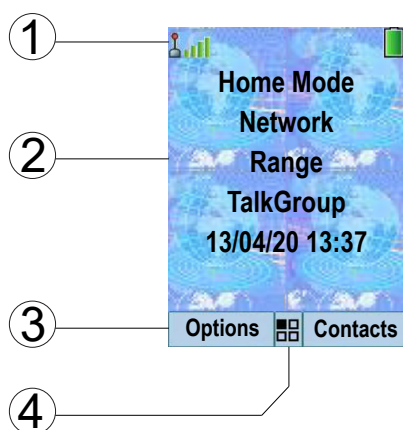 1
Home Mode
2
Network
Range
TalkGroup
13/04/20 13:37
3
Options Contacts
4